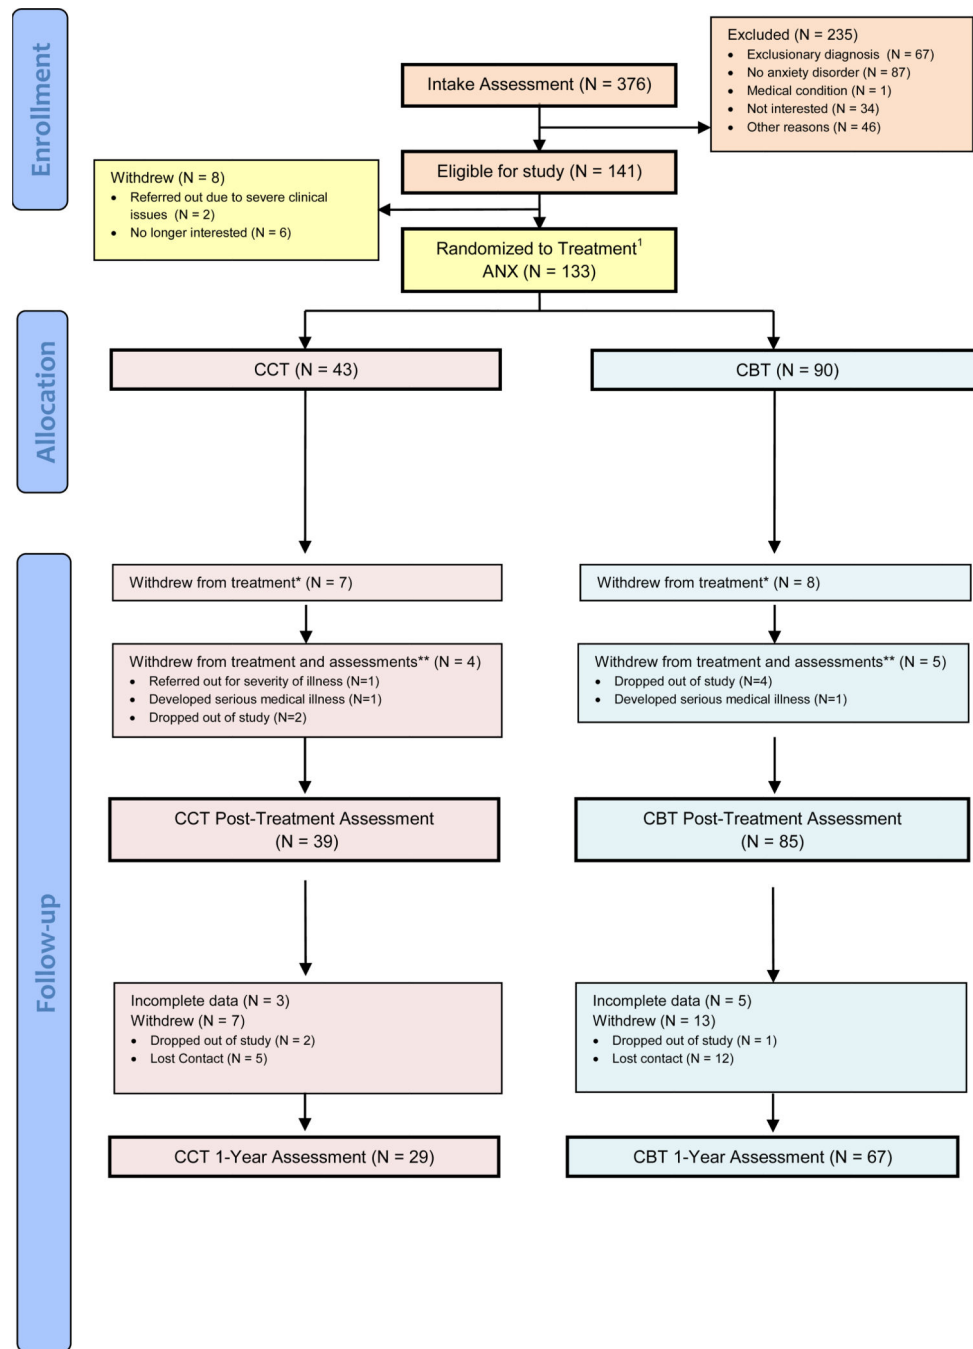 Enrollment
Excluded (N = 235)
• Exclusionary diagnosis (N = 67)
• No anxiety disorder (N = 87)
• Medical condition (N = 1)
• Not interested (N = 34)
• Other reasons (N = 46)
Intake Assessment (N = 376)
Eligible for study (N = 141)
Withdrew (N = 8)
• Referred out due to severe clinical
issues (N = 2)
• No longer interested (N = 6)
Randomized to Treatment¹
ANX (N = 133)
Allocation
CCT (N = 43)
CBT (N = 90)
Follow-up
Withdrew from treatment* (N = 7)
Withdrew from treatment* (N = 8)
Withdrew from treatment and assessments** (N = 4)
• Referred out for severity of illness (N=1)
• Developed serious medical illness (N=1)
• Dropped out of study (N=2)
Withdrew from treatment and assessments** (N = 5)
• Dropped out of study (N=4)
• Developed serious medical illness (N=1)
CCT Post-Treatment Assessment
(N = 39)
CBT Post-Treatment Assessment
(N = 85)
Incomplete data (N = 3)
Withdrew (N = 7)
• Dropped out of study (N = 2)
• Lost Contact (N = 5)
Incomplete data (N = 5)
Withdrew (N = 13)
• Dropped out of study (N = 1)
• Lost contact (N = 12)
CCT 1-Year Assessment (N = 29)
CBT 1-Year Assessment (N = 67)